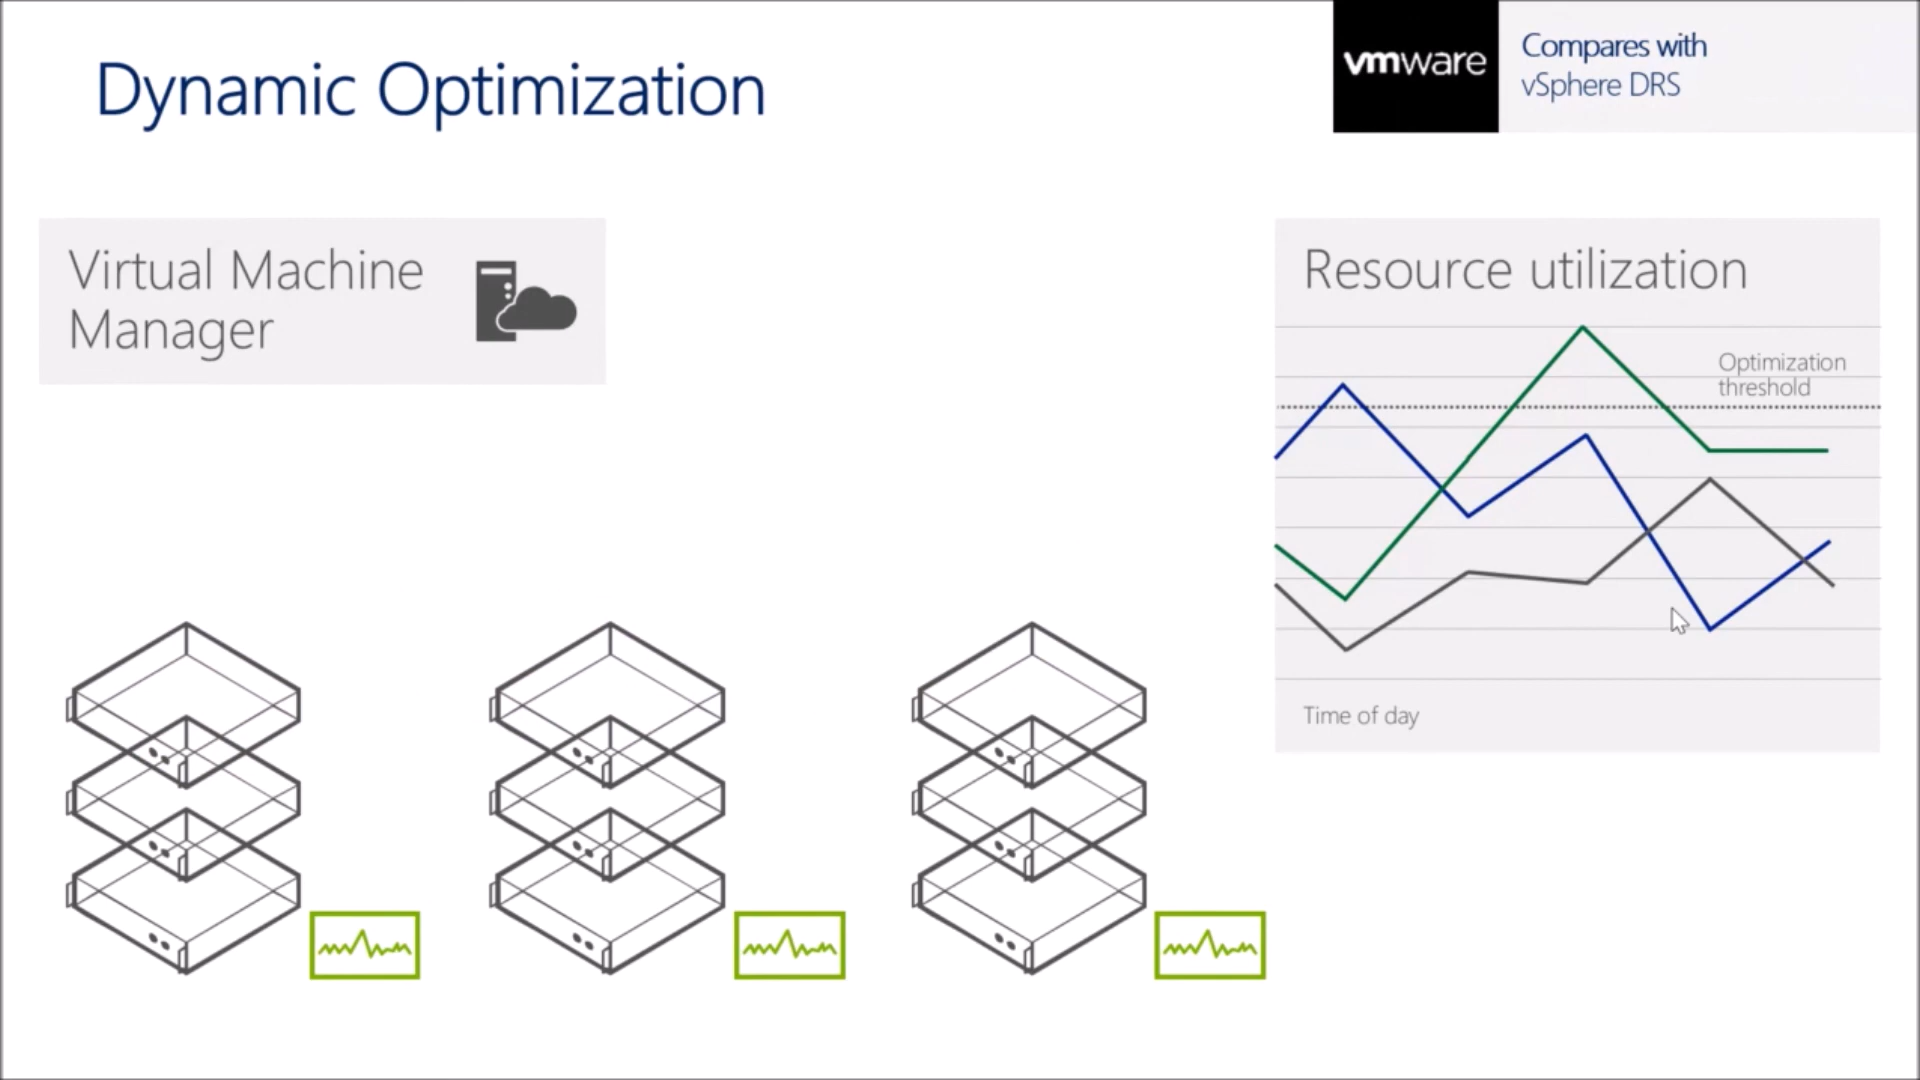 Dynamic Optimization
vmware
Compares with
vSphere DRS
Virtual Machine
Manager
Resource utilization
Optimization
threshold
Time of day